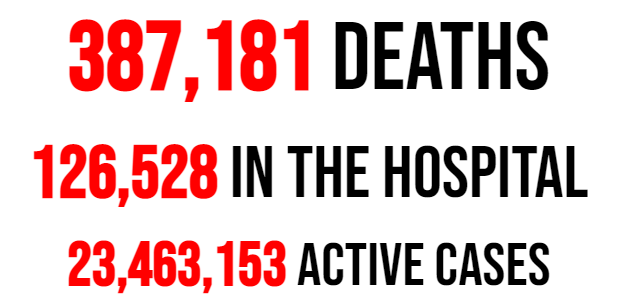 387,181 DEATHS
126,528 IN THE HOSPITAL
23,463,153 ACTIVE CASES